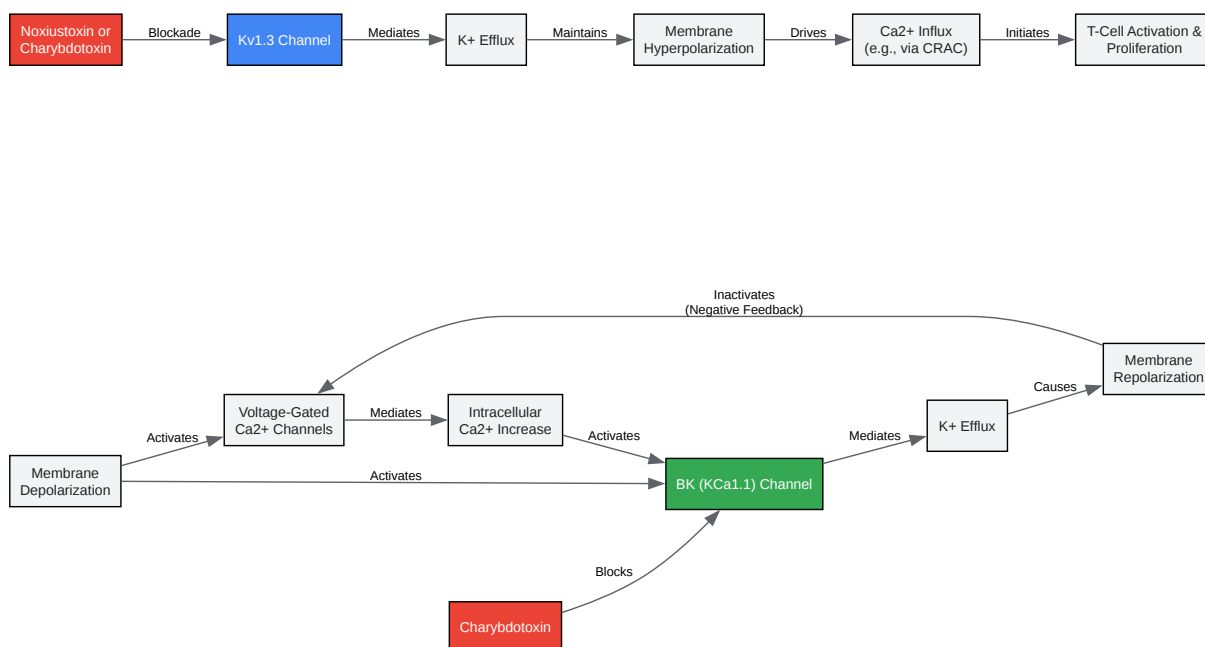 Noxiustoxin or
Charybdotoxin
Blockade
Kv1.3 Channel
Mediates
K+ Efflux
Maintains
Membrane
Hyperpolarization
Drives
Ca2+ Influx
(e.g., via CRAC)
Initiates
T-Cell Activation &
Proliferation
Inactivates
(Negative Feedback)
Membrane
Repolarization
Causes
K+ Efflux
Mediates
Voltage-Gated
Ca2+ Channels
Mediates
Intracellular
Ca2+ Increase
Activates
Activates
Membrane
Depolarization
Activates
BK (KCa1.1) Channel
Blocks
Charybdotoxin